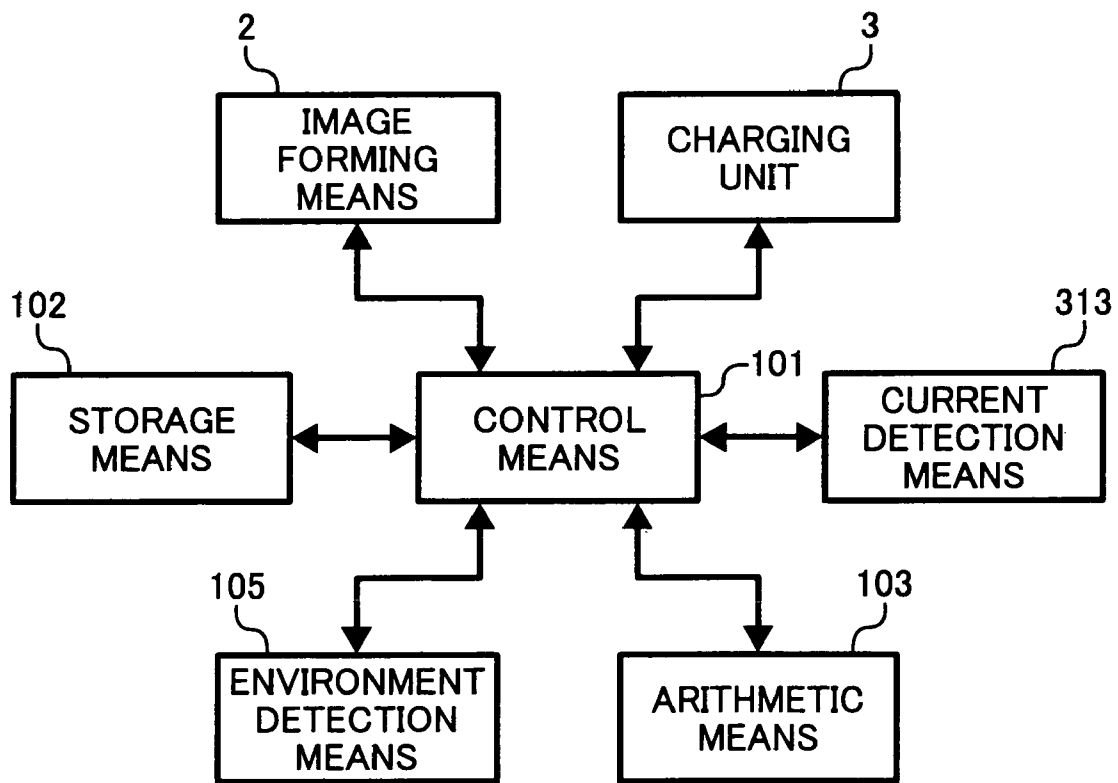 2
IMAGE
FORMING
MEANS
3
CHARGING
UNIT
102
STORAGE
MEANS
101
CONTROL
MEANS
313
CURRENT
DETECTION
MEANS
105
ENVIRONMENT
DETECTION
MEANS
103
ARITHMETIC
MEANS